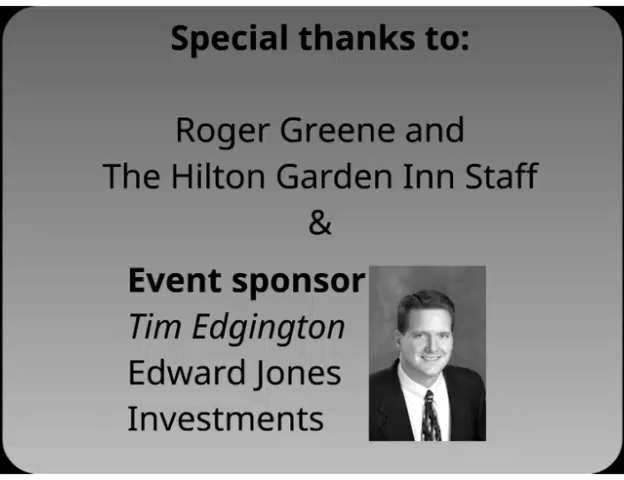 Special thanks to:
Roger Greene and
The Hilton Garden Inn Staff
&
Event sponsor
Tim Edgington
Edward Jones
Investments